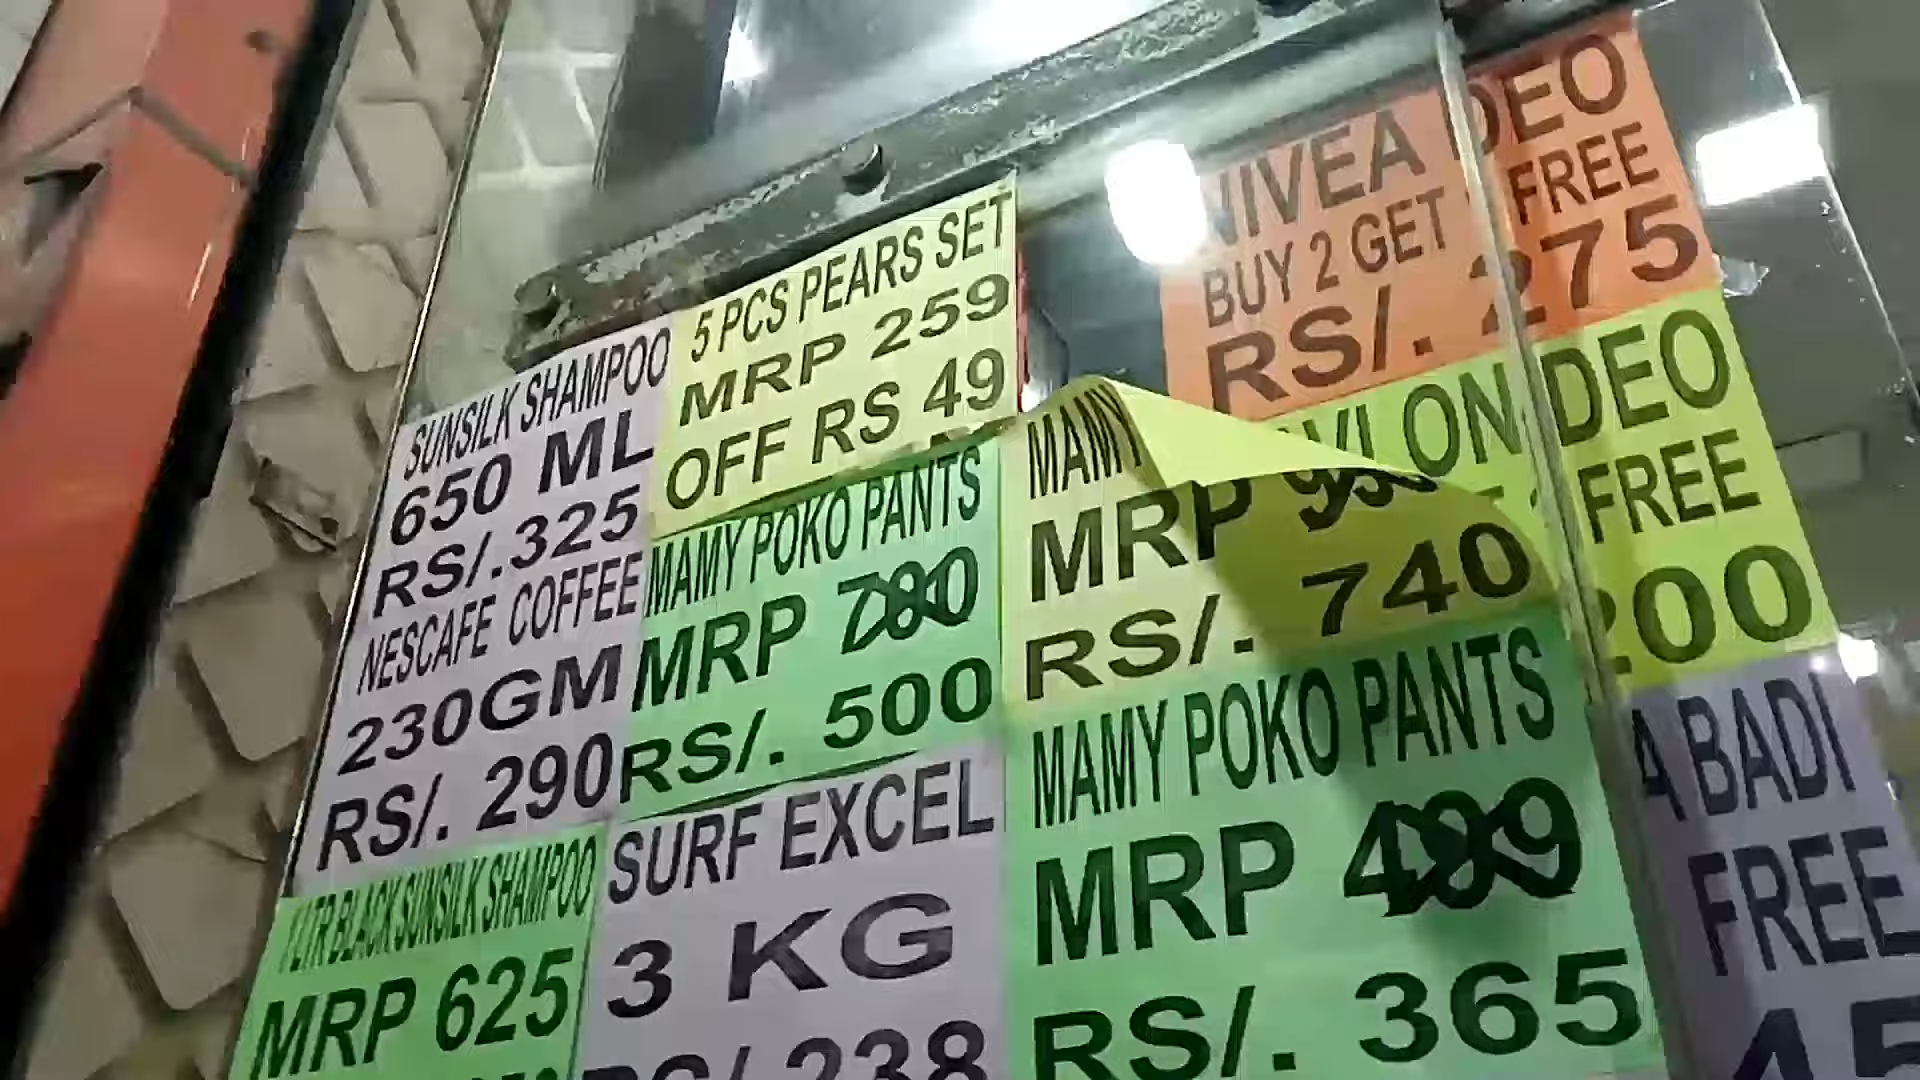 SUNSILK SHAMPOO
650 ML
RS/.325
NESCAFE COFFEE
230GM
RS/. 290
1 LTR BLACK SUNSILK SHAMPOO
MRP 625
5 PCS PEARS SET
MRP 259
OFF RS 49
MAMY POKO PANTS
MRP 780
RS/. 500
SURF EXCEL
3 KG
RS/.238
MAMY
MRP
RS/. 740
MAMY POKO PANTS
MRP 499
RS/. 365
NIVEA DEO
BUY 2 GET FREE
RS/. 275
DEO
FREE
200
BADI
FREE
45